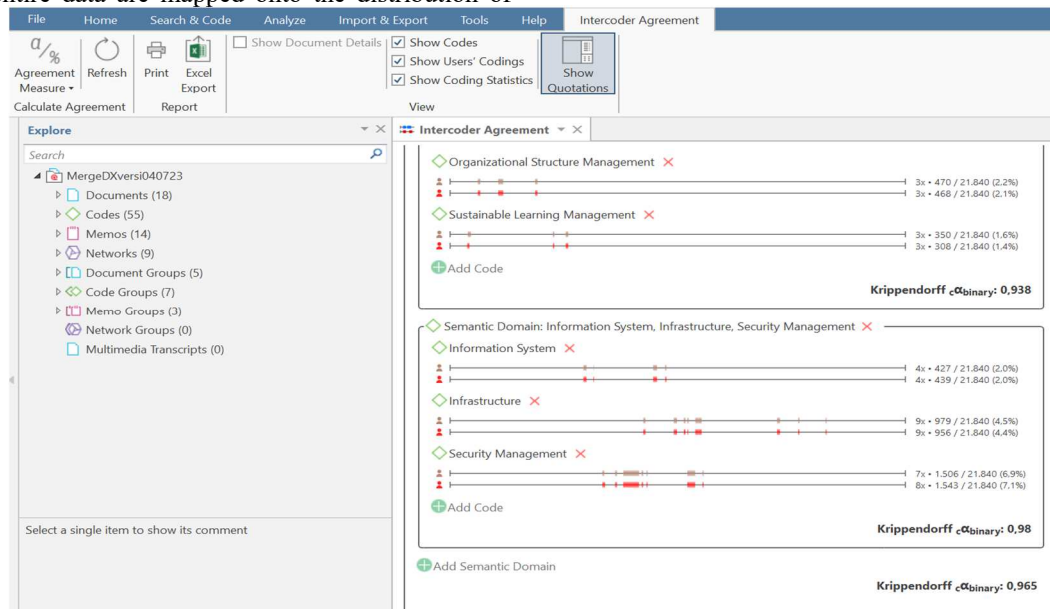 entire data are mapped onto the distribution of
File Home Search & Code Analyze Import & Export Tools Help Intercoder Agreement
α/%
Agreement Measure
Refresh
Print
Excel Export
Show Document Details
Show Codes
Show Users' Codings
Show Coding Statistics
Show Quotations
Calculate Agreement Report View
Explore
Search
MergeDXversi040723
Documents (18)
Codes (55)
Memos (14)
Networks (9)
Document Groups (5)
Code Groups (7)
Memo Groups (3)
Network Groups (0)
Multimedia Transcripts (0)
Select a single item to show its comment
Intercoder Agreement
Organizational Structure Management
3x • 470 / 21.840 (2,2%)
3x • 468 / 21.840 (2,1%)
Sustainable Learning Management
3x • 350 / 21.840 (1,6%)
3x • 308 / 21.840 (1,4%)
Add Code
Krippendorff cαbinary: 0,938
Semantic Domain: Information System, Infrastructure, Security Management
Information System
4x • 427 / 21.840 (2,0%)
4x • 439 / 21.840 (2,0%)
Infrastructure
9x • 979 / 21.840 (4,5%)
9x • 956 / 21.840 (4,4%)
Security Management
7x • 1.506 / 21.840 (6,9%)
8x • 1.543 / 21.840 (7,1%)
Add Code
Krippendorff cαbinary: 0,98
Add Semantic Domain
Krippendorff cαbinary: 0,965